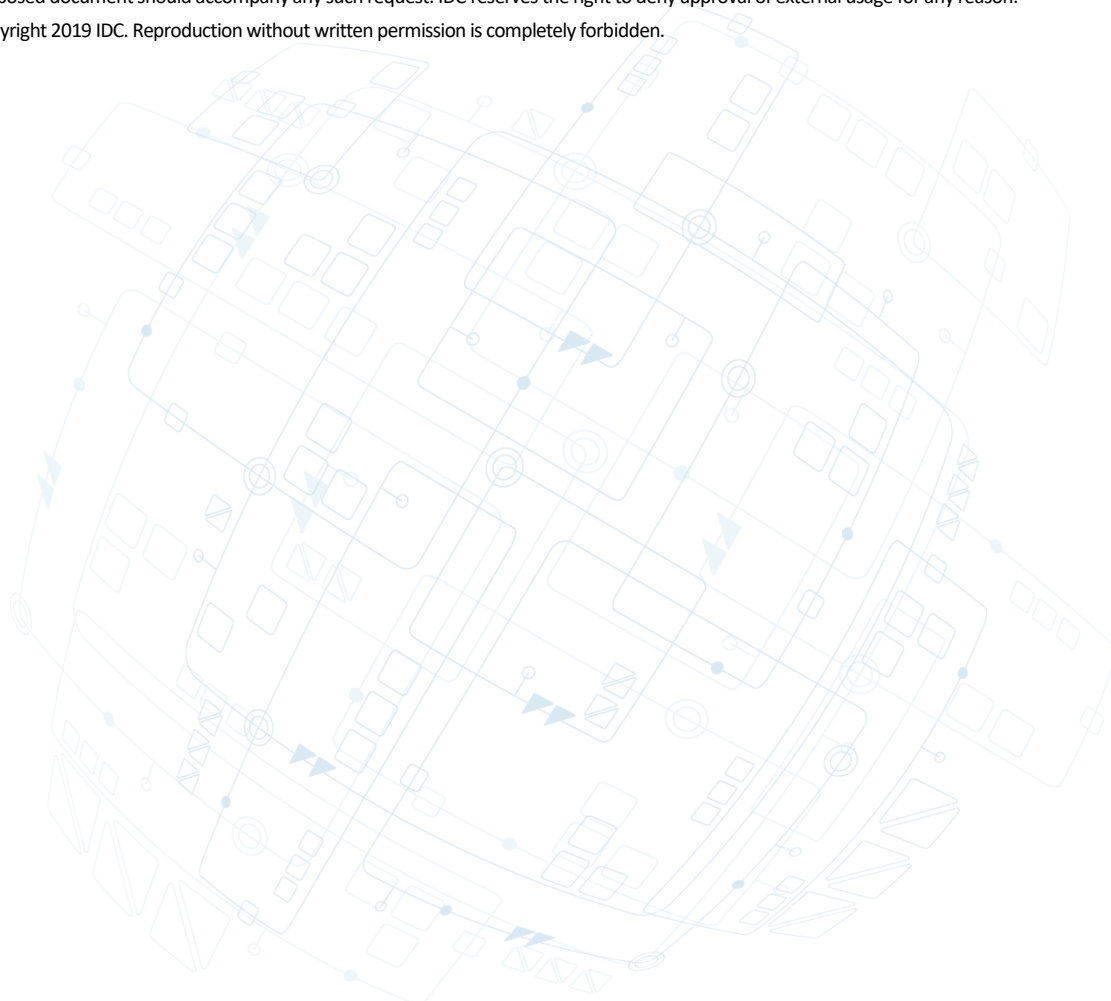 posed document should accompany any such request. IDC reserves the right to deny approval of external usage for any reason.
yright 2019 IDC. Reproduction without written permission is completely forbidden.